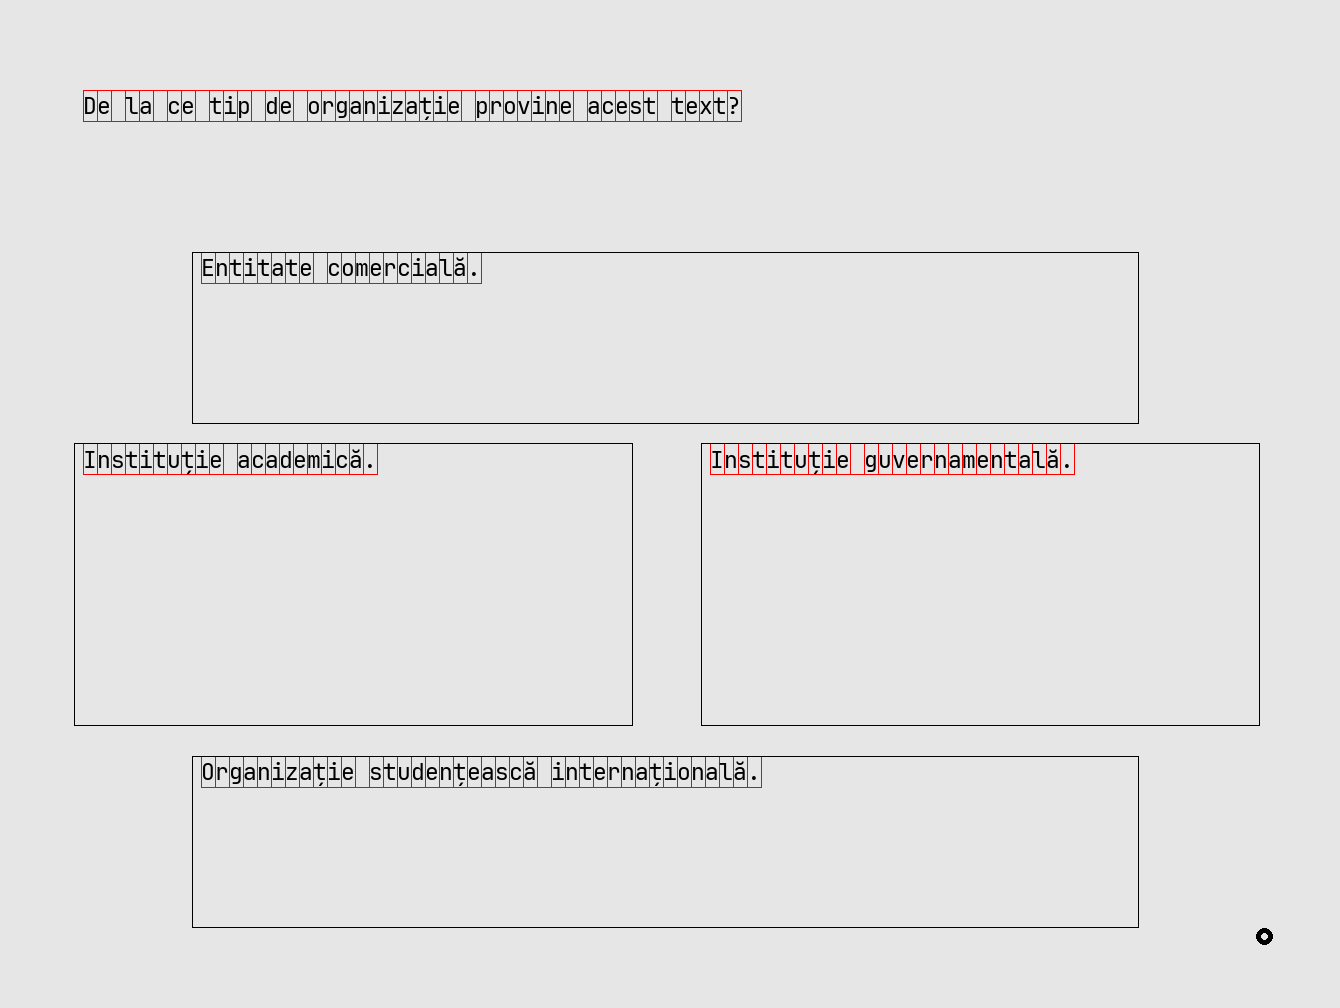 De la ce tip de organizație provine acest text?
Entitate comercială.
Instituție academică.
Instituție guvernamentală.
Organizație studențească internațională.